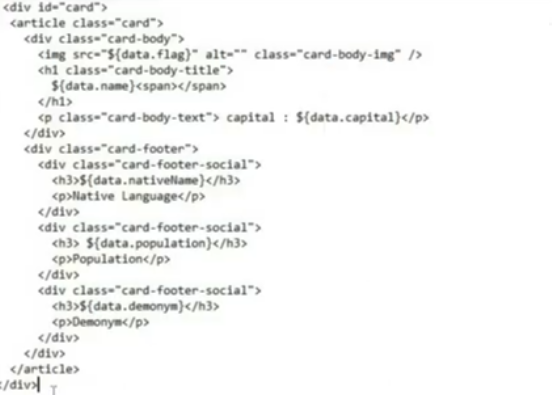 <div id="card">
<article class="card">
<div class="card-body">
<img src="${data.flag}" alt="" class="card-body-img" />
<h1 class="card-body-title">
${data.name}<span></span>
</h1>
<p class="card-body-text"> capital : ${data.capital}</p>
</div>
<div class="card-footer">
<div class="card-footer-social">
<h3>${data.nativeName}</h3>
<p>Native Language</p>
</div>
<div class="card-footer-social">
<h3> ${data.population}</h3>
<p>Population</p>
</div>
<div class="card-footer-social">
<h3>${data.demonym}</h3>
<p>Demonym</p>
</div>
</div>
</article>
</div>